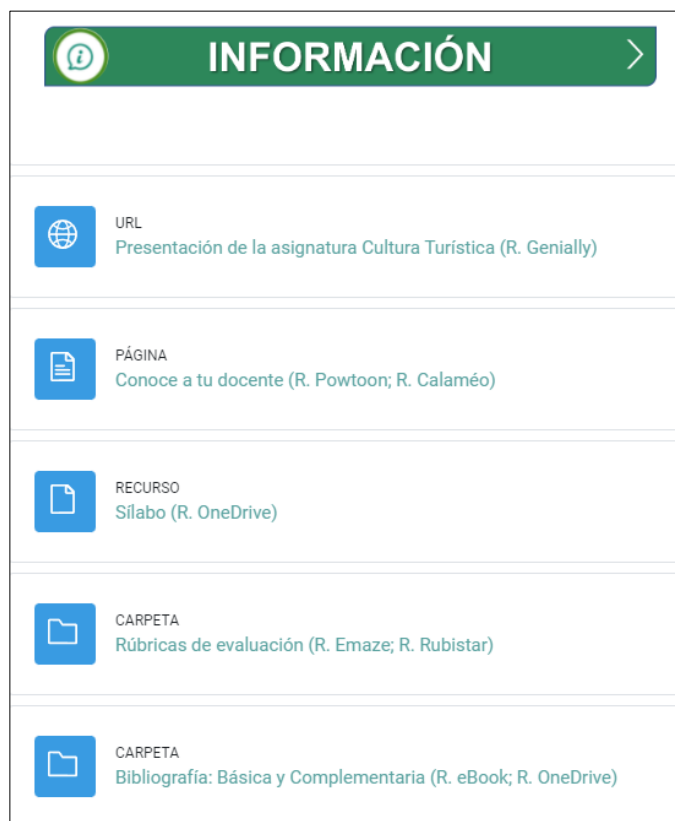 INFORMACIÓN
URL
Presentación de la asignatura Cultura Turística (R. Genially)
PÁGINA
Conoce a tu docente (R. Powtoon; R. Calaméo)
RECURSO
Sílabo (R. OneDrive)
CARPETA
Rúbricas de evaluación (R. Emaze; R. Rubistar)
CARPETA
Bibliografía: Básica y Complementaria (R. eBook; R. OneDrive)